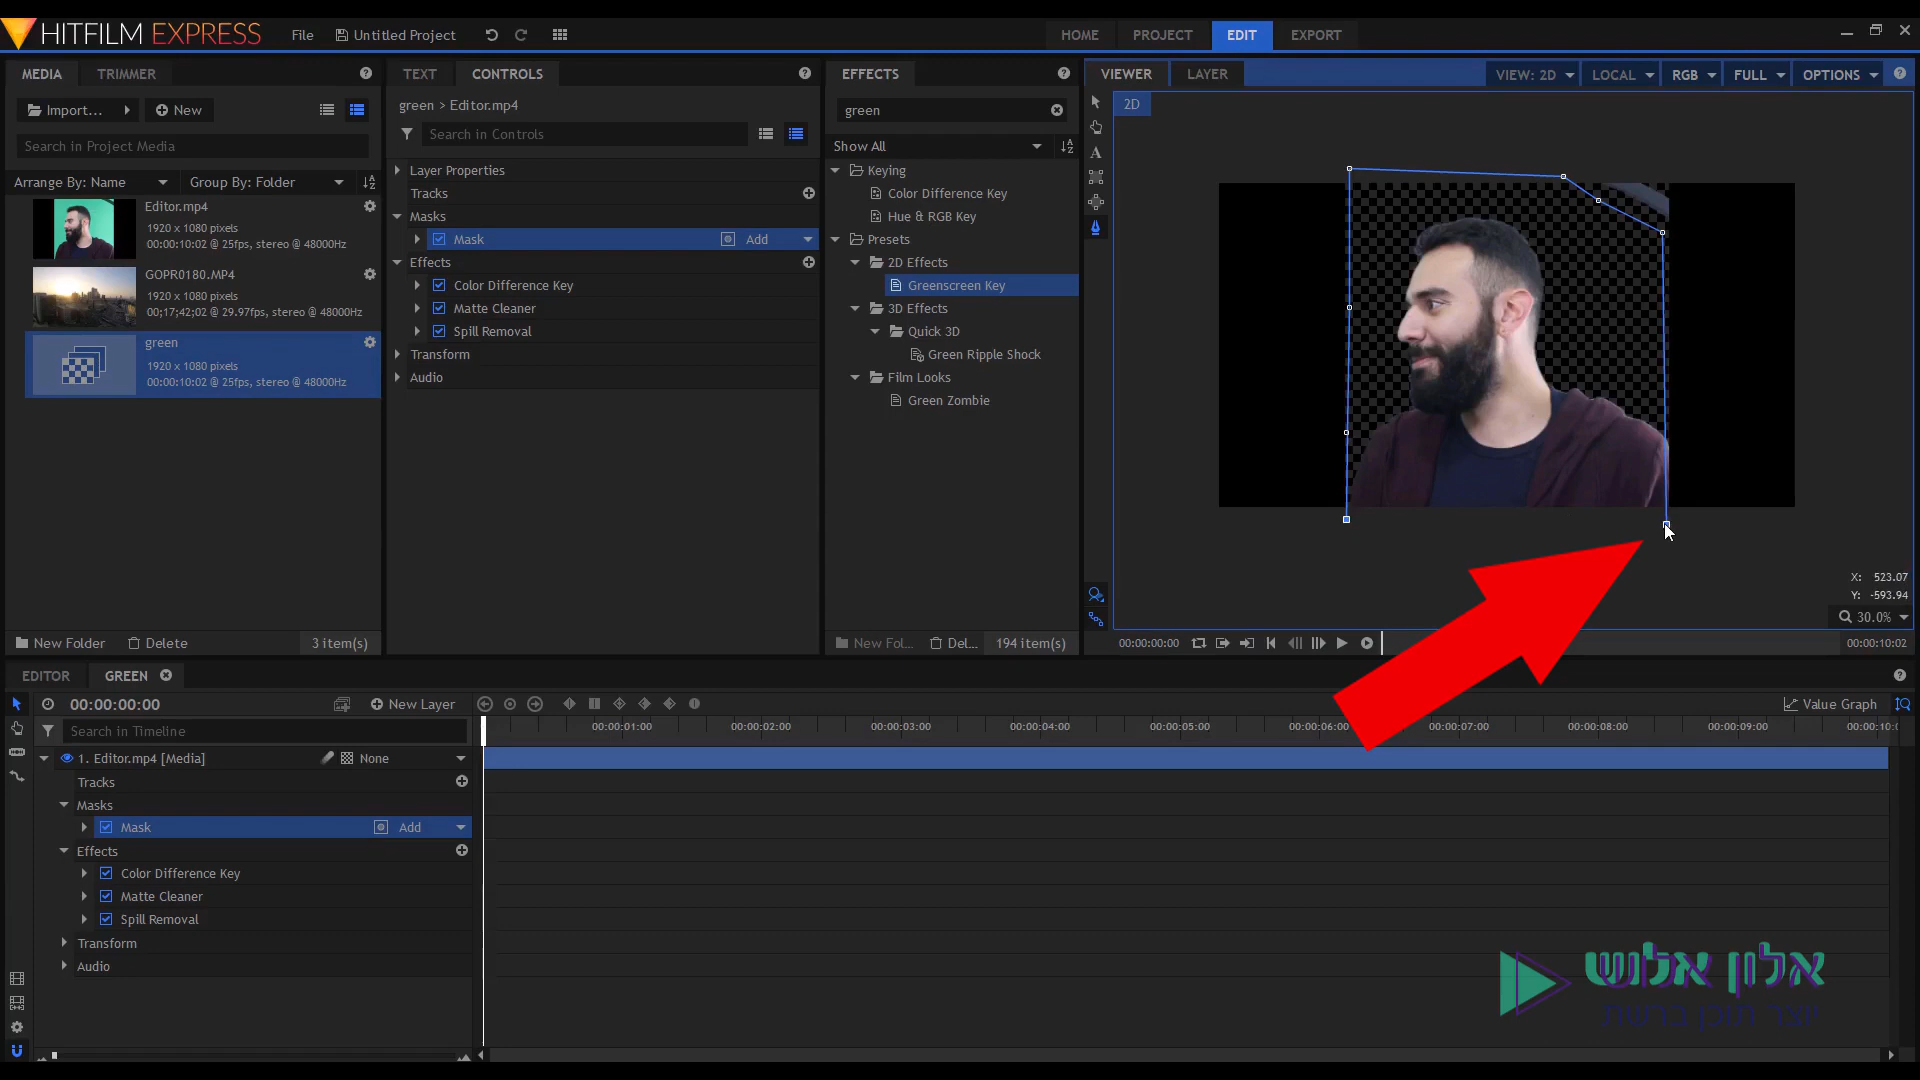 HITFILM EXPRESS
File
Untitled Project
HOME
PROJECT
EDIT
EXPORT
MEDIA
TRIMMER
Import...
New
Search in Project Media
Arrange By: Name
Group By: Folder
Editor.mp4
1920 x 1080 pixels
00:00:10:02 @ 25fps, stereo @ 48000Hz
GOPR0180.MP4
1920 x 1080 pixels
00;17;42;02 @ 29.97fps, stereo @ 48000Hz
green
1920 x 1080 pixels
00:00:10:02 @ 25fps, stereo @ 48000Hz
New Folder
Delete
3 item(s)
TEXT
CONTROLS
green > Editor.mp4
Search in Controls
Layer Properties
Tracks
Masks
Mask
Add
Effects
Color Difference Key
Matte Cleaner
Spill Removal
Transform
Audio
EFFECTS
green
Show All
Keying
Color Difference Key
Hue & RGB Key
Presets
2D Effects
Greenscreen Key
3D Effects
Quick 3D
Green Ripple Shock
Film Looks
Green Zombie
New Fol...
Del...
194 item(s)
VIEWER
LAYER
VIEW: 2D
LOCAL
RGB
FULL
OPTIONS
2D
A
X: 523.07
Y: -593.94
30.0%
00:00:00:00
00:00:10:02
EDITOR
GREEN
00:00:00:00
New Layer
Value Graph
Search in Timeline
00:00:01:00
00:00:02:00
00:00:03:00
00:00:04:00
00:00:05:00
00:00:06:00
00:00:07:00
00:00:08:00
00:00:09:00
00:00:10:0
1. Editor.mp4 [Media]
None
Tracks
Masks
Mask
Add
Effects
Color Difference Key
Matte Cleaner
Spill Removal
Transform
Audio
אלון אלוש
יוצר תוכן ברשת